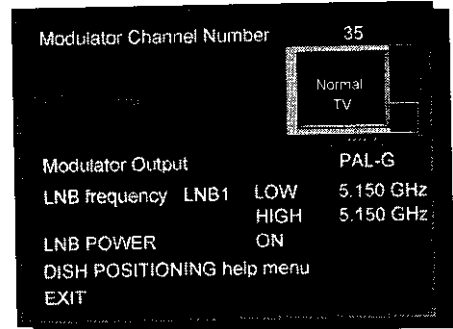 Modulator Channel Number 35
Normal
TV
Modulator Output PAL-G
LNB frequency LNB1 LOW 5.150 GHz
HIGH 5.150 GHz
LNB POWER ON
DISH POSITIONING help menu
EXIT